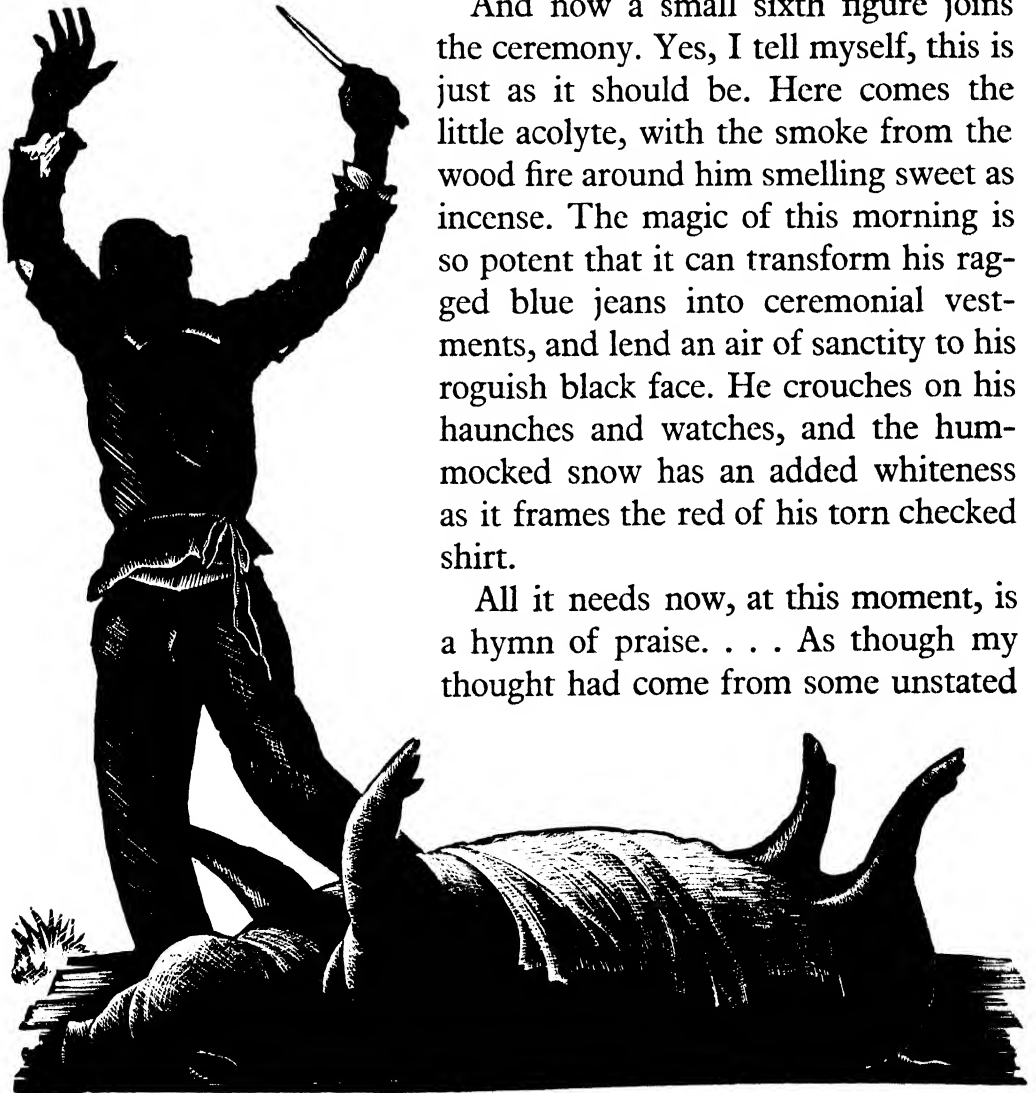 And now a small sixth figure joins
the ceremony. Yes, I tell myself, this is
just as it should be. Here comes the
little acolyte, with the smoke from the
wood fire around him smelling sweet as
incense. The magic of this morning is
so potent that it can transform his rag-
ged blue jeans into ceremonial vest-
ments, and lend an air of sanctity to his
roguish black face. He crouches on his
haunches and watches, and the hum-
mocked snow has an added whiteness
as it frames the red of his torn checked
shirt.
All it needs now, at this moment, is
a hymn of praise. . . . As though my
thought had come from some unstated